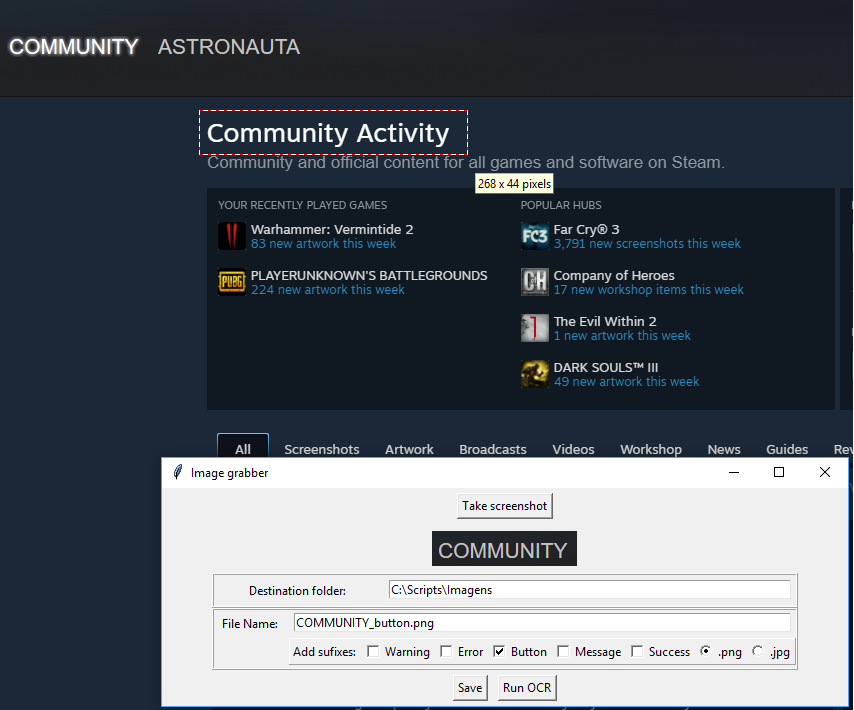 COMMUNITY ASTRONAUTA
Community Activity
Community and official content for all games and software on Steam.
268 x 44 pixels
YOUR RECENTLY PLAYED GAMES
Warhammer: Vermintide 2
83 new artwork this week
PUBG
PLAYERUNKNOWN'S BATTLEGROUNDS
224 new artwork this week
POPULAR HUBS
FC3
Far Cry® 3
3,791 new screenshots this week
CH
Company of Heroes
17 new workshop items this week
The Evil Within 2
1 new artwork this week
DARK SOULS™ III
49 new artwork this week
All Screenshots Artwork Broadcasts Videos Workshop News Guides Rev
Image grabber
Take screenshot
COMMUNITY
Destination folder: C:\Scripts\Imagens
File Name: COMMUNITY_button.png
Add sufixes: Warning Error Button Message Success .png .jpg
Save Run OCR